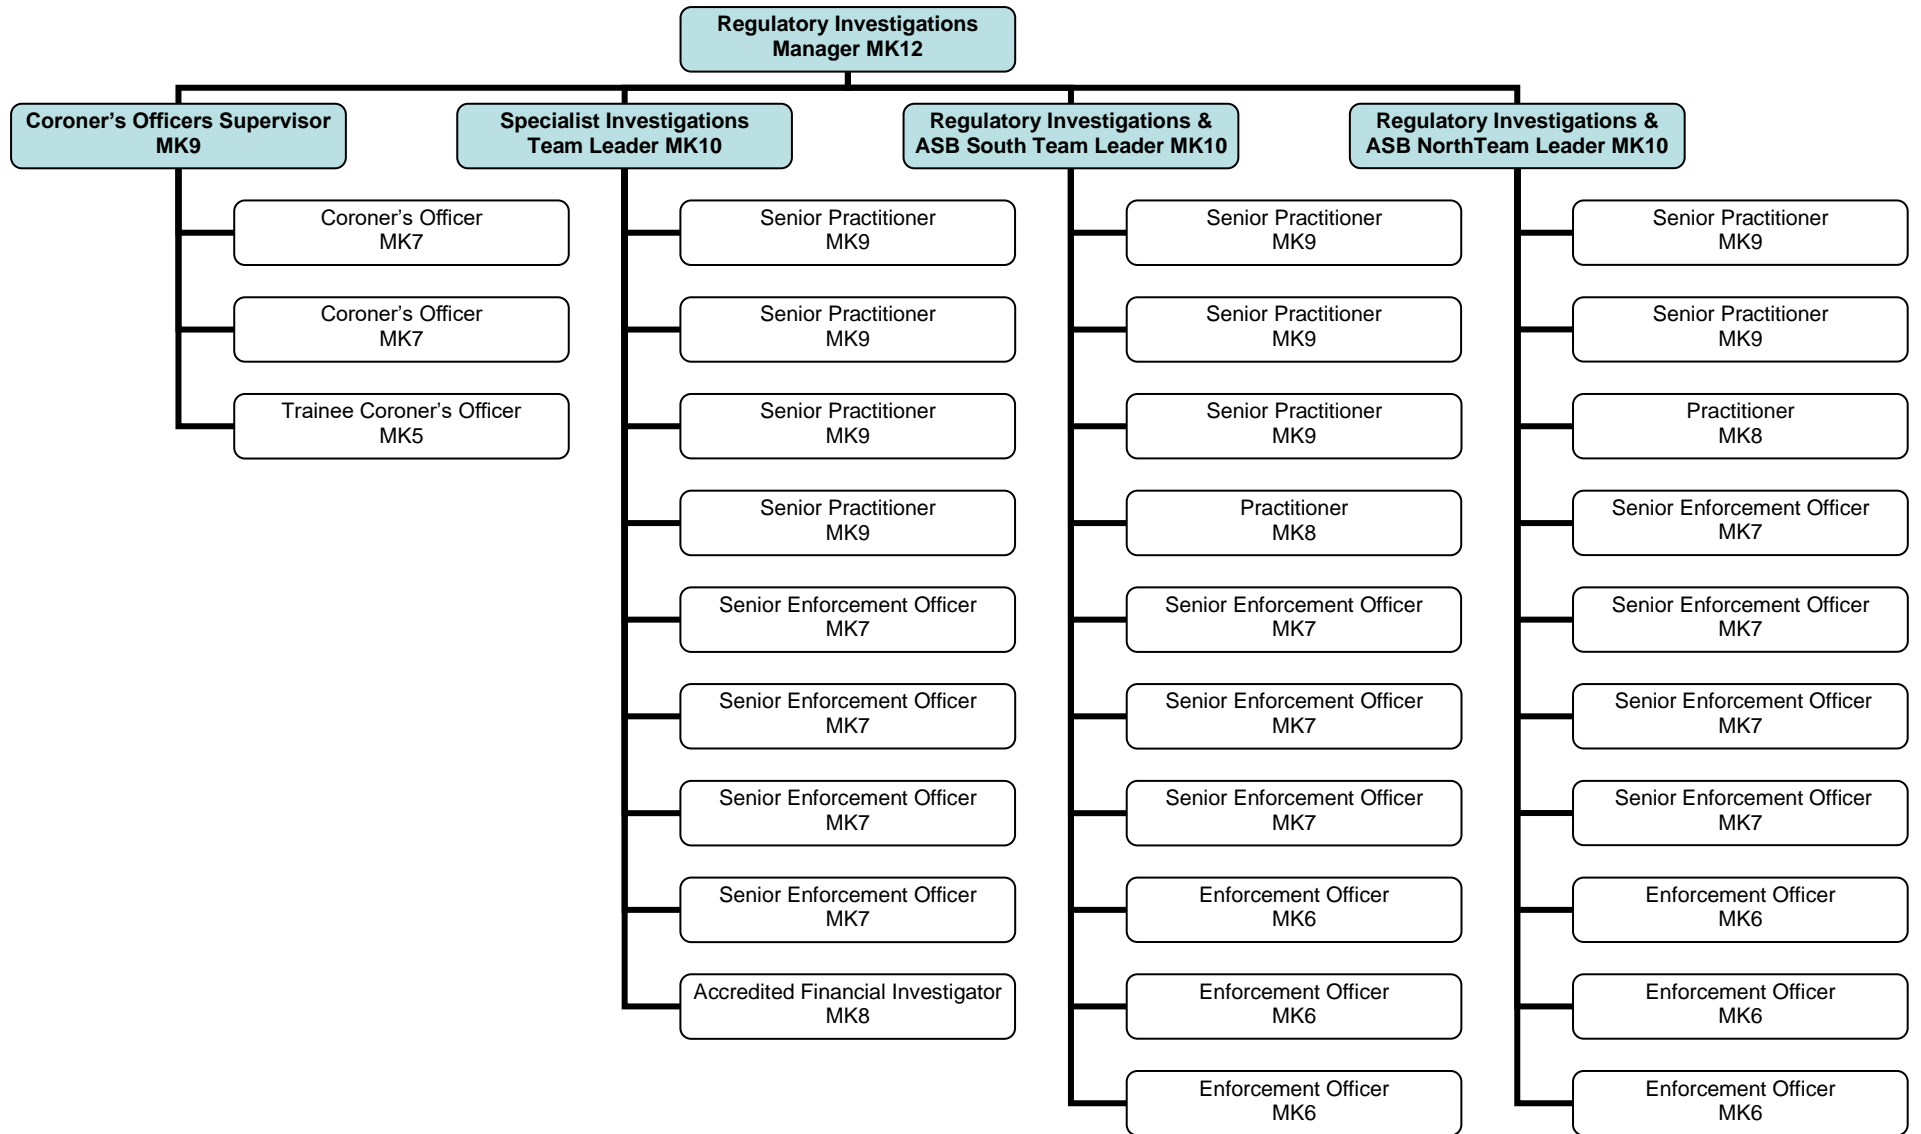 Regulatory Investigations
Manager MK12
Coroner's Officers Supervisor
MK9
Specialist Investigations
Team Leader MK10
Regulatory Investigations &
ASB South Team Leader MK10
Regulatory Investigations &
ASB NorthTeam Leader MK10
Coroner’s Officer
MK7
Coroner’s Officer
MK7
Trainee Coroner’s Officer
MK5
Senior Practitioner
MK9
Senior Practitioner
MK9
Senior Practitioner
MK9
Senior Practitioner
MK9
Senior Enforcement Officer
MK7
Senior Enforcement Officer
MK7
Senior Enforcement Officer
MK7
Senior Enforcement Officer
MK7
Accredited Financial Investigator
MK8
Senior Practitioner
MK9
Senior Practitioner
MK9
Senior Practitioner
MK9
Practitioner
MK8
Senior Enforcement Officer
MK7
Senior Enforcement Officer
MK7
Senior Enforcement Officer
MK7
Enforcement Officer
MK6
Enforcement Officer
MK6
Enforcement Officer
MK6
Senior Practitioner
MK9
Senior Practitioner
MK9
Practitioner
MK8
Senior Enforcement Officer
MK7
Senior Enforcement Officer
MK7
Senior Enforcement Officer
MK7
Senior Enforcement Officer
MK7
Enforcement Officer
MK6
Enforcement Officer
MK6
Enforcement Officer
MK6